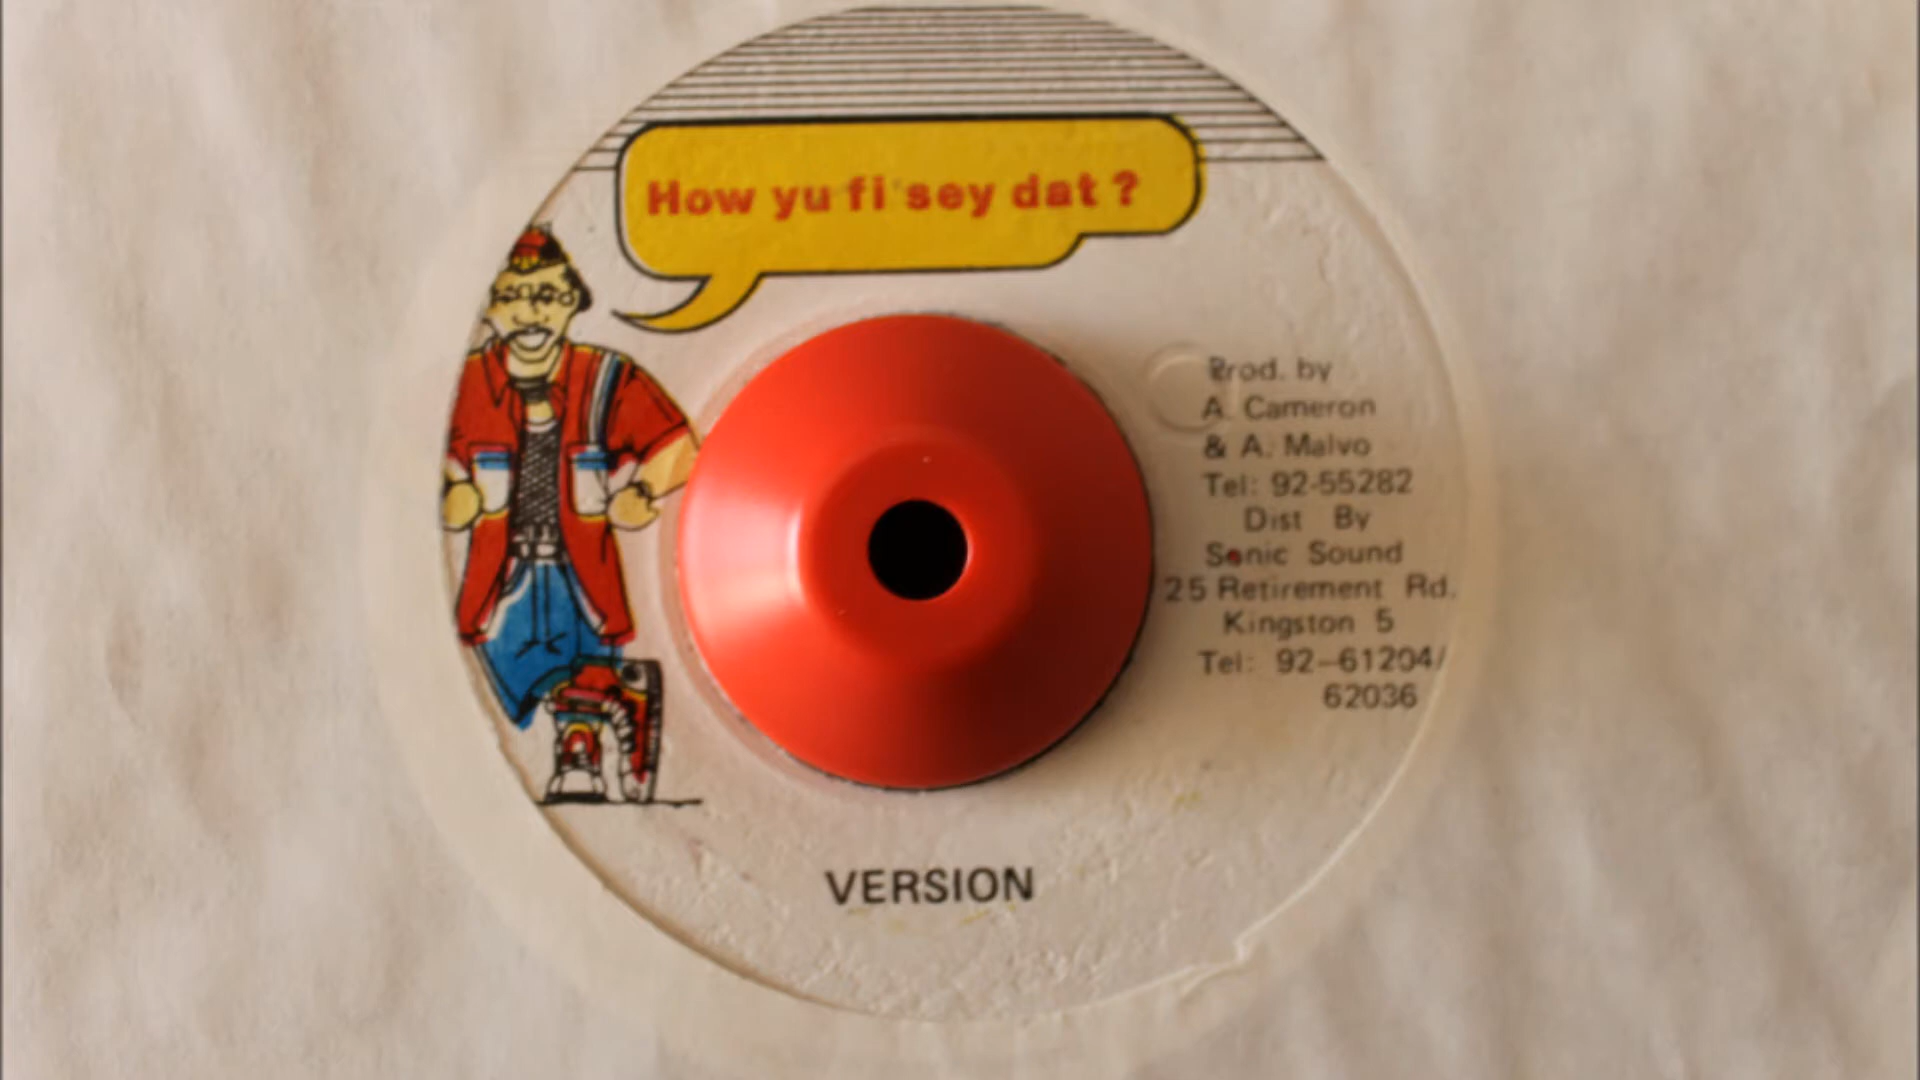 How yu fi sey dat ?
Prod. by
A. Cameron
& A. Malvo
Tel: 92-55282
Dist By
Sonic Sound
25 Retirement Rd.
Kingston 5
Tel: 92-61204/
62036
VERSION